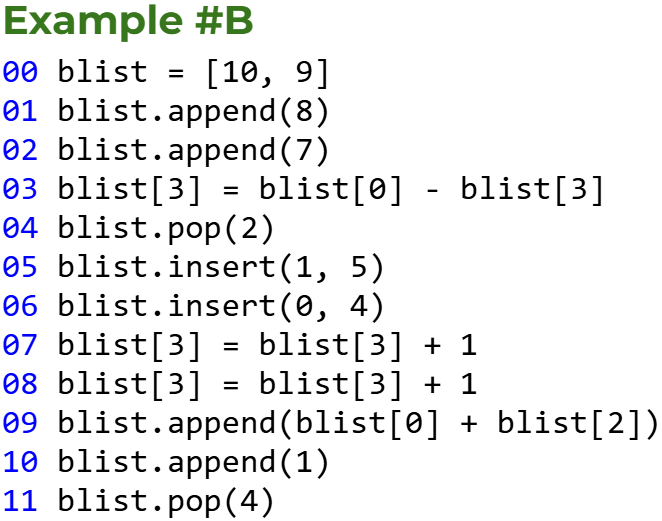 Example #B
00 blist = [10, 9]
01 blist.append(8)
02 blist.append(7)
03 blist[3] = blist[0] - blist[3]
04 blist.pop(2)
05 blist.insert(1, 5)
06 blist.insert(0, 4)
07 blist[3] = blist[3] + 1
08 blist[3] = blist[3] + 1
09 blist.append(blist[0] + blist[2])
10 blist.append(1)
11 blist.pop(4)